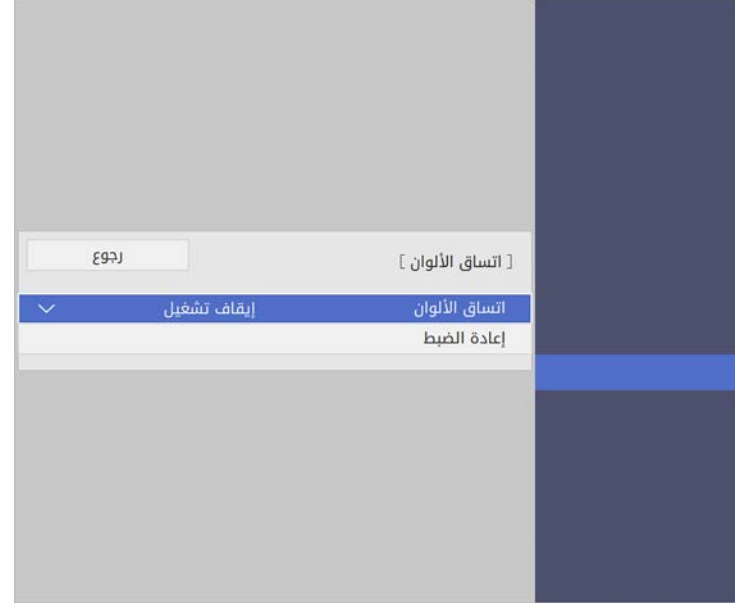 [ اتساق الألوان ]
رجوع
اتساق الألوان إيقاف تشغيل
إعادة الضبط